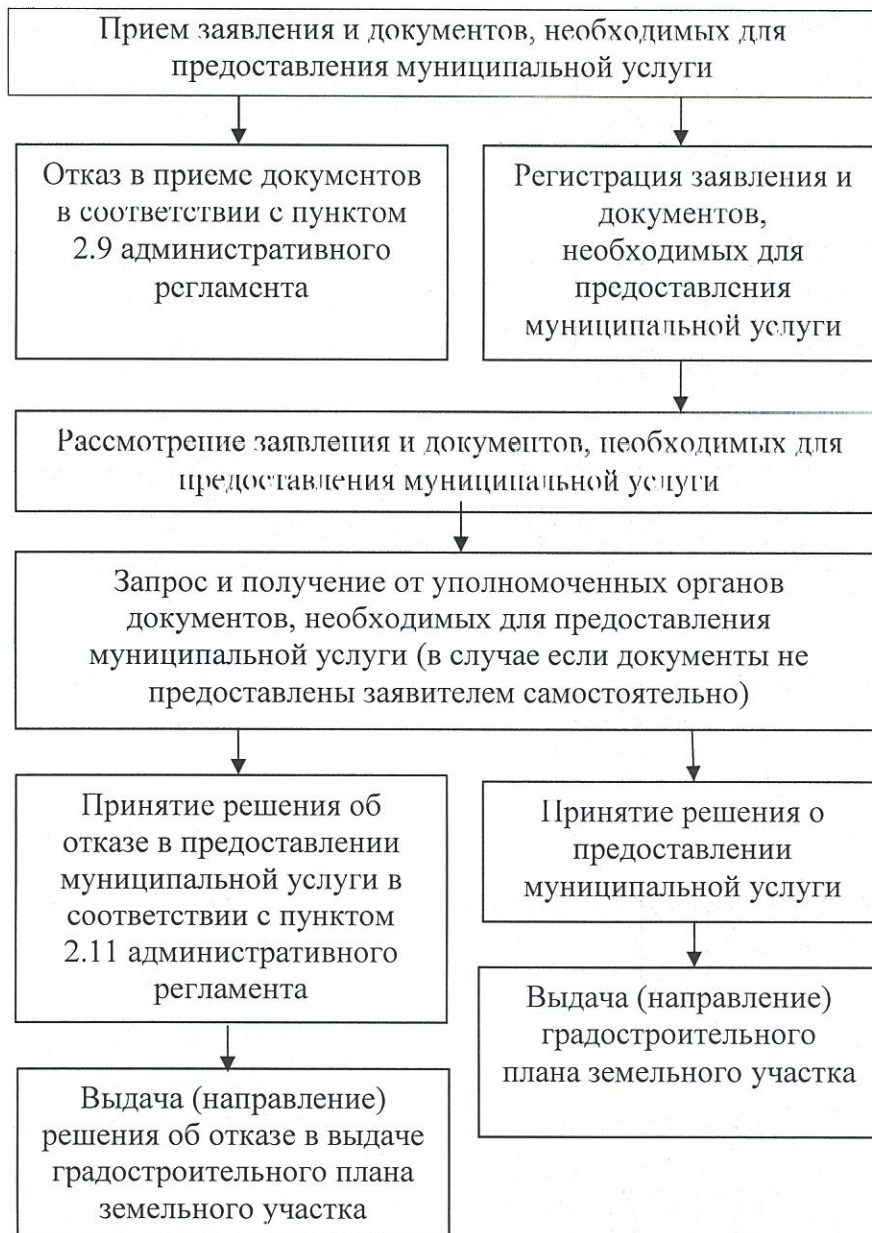 Прием заявления и документов, необходимых для
предоставления муниципальной услуги
Отказ в приеме документов
в соответствии с пунктом
2.9 административного
регламента
Регистрация заявления и
документов,
необходимых для
предоставления
муниципальной услуги
Рассмотрение заявления и документов, необходимых для
предоставления муниципальной услуги
Запрос и получение от уполномоченных органов
документов, необходимых для предоставления
муниципальной услуги (в случае если документы не
предоставлены заявителем самостоятельно)
Принятие решения об
отказе в предоставлении
муниципальной услуги в
соответствии с пунктом
2.11 административного
регламента
Принятие решения о
предоставлении
муниципальной услуги
Выдача (направление)
градостроительного
плана земельного участка
Выдача (направление)
решения об отказе в выдаче
градостроительного плана
земельного участка